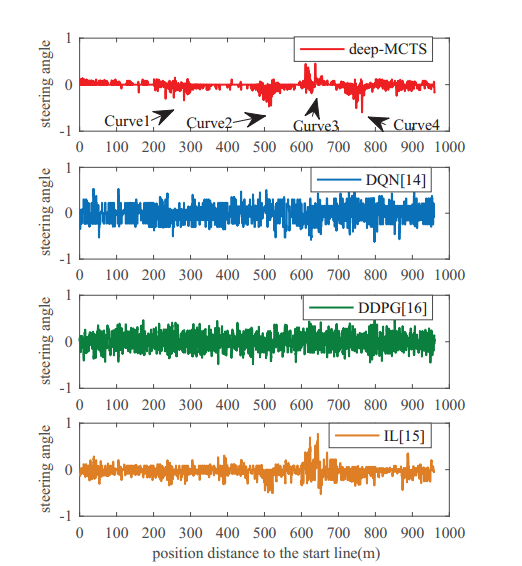 1
deep-MCTS
steering angle
0
Curve1
Curve2
Curve3
Curve4
-1
0 100 200 300 400 500 600 700 800 900 1000
1
DQN[14]
steering angle
0
-1
0 100 200 300 400 500 600 700 800 900 1000
1
DDPG[16]
steering angle
0
-1
0 100 200 300 400 500 600 700 800 900 1000
1
IL[15]
steering angle
0
-1
0 100 200 300 400 500 600 700 800 900 1000
position distance to the start line(m)